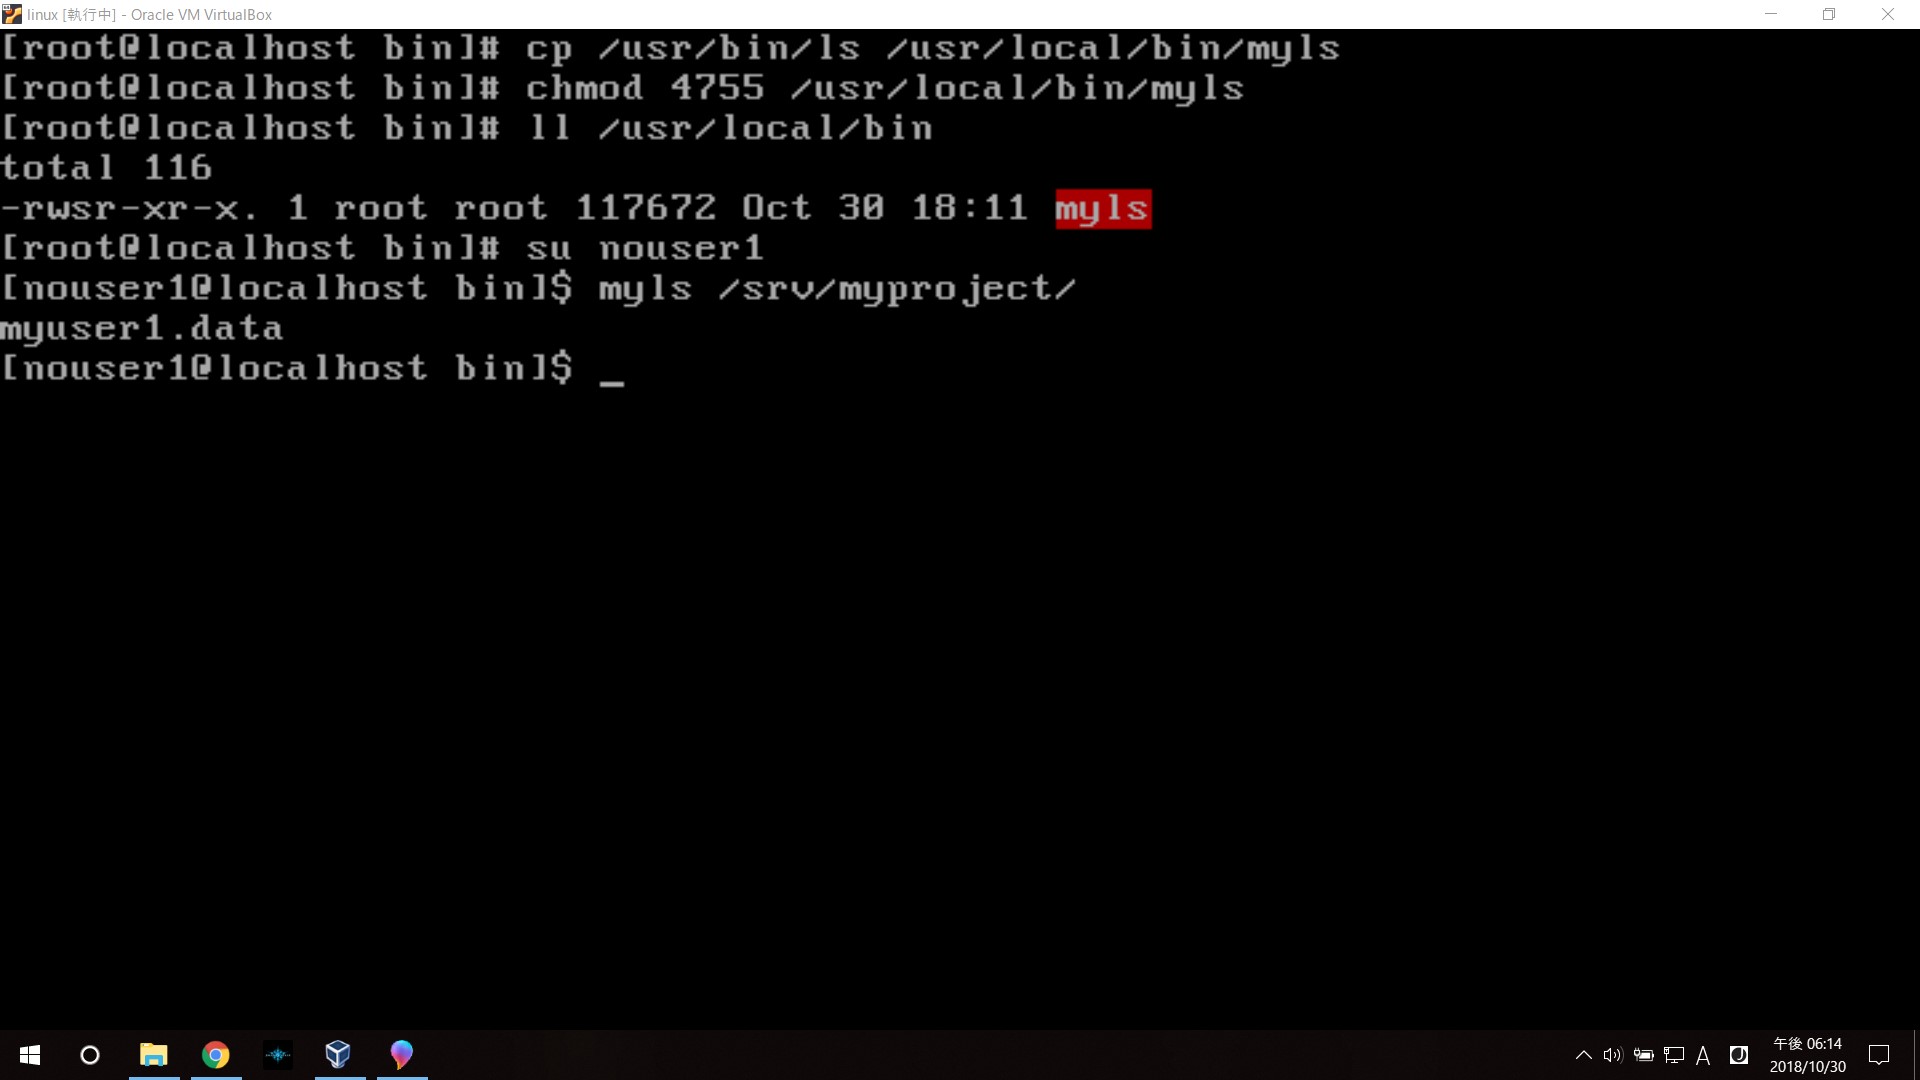 linux [執行中] - Oracle VM VirtualBox
[root@localhost bin]# cp /usr/bin/ls /usr/local/bin/myls
[root@localhost bin]# chmod 4755 /usr/local/bin/myls
[root@localhost bin]# ll /usr/local/bin
total 116
-rwsr-xr-x. 1 root root 117672 Oct 30 18:11 myls
[root@localhost bin]# su nouser1
[nouser1@localhost bin]$ myls /srv/myproject/
myuser1.data
[nouser1@localhost bin]$ _
A
午後 06:14
2018/10/30